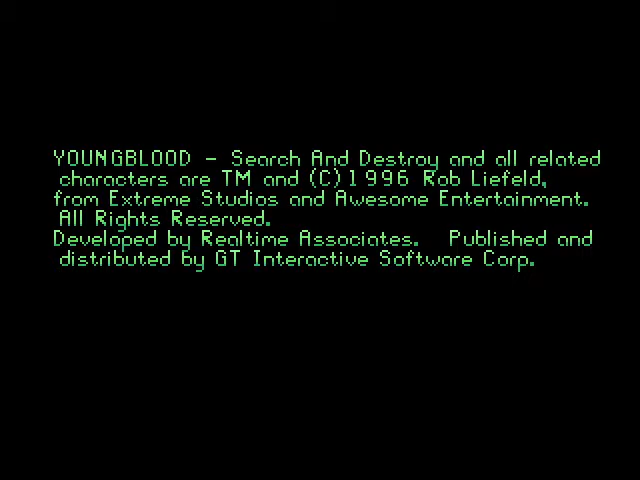 YOUNGBLOOD - Search And Destroy and all related
characters are TM and (C)1996 Rob Liefeld,
from Extreme Studios and Awesome Entertainment.
All Rights Reserved.
Developed by Realtime Associates. Published and
distributed by GT Interactive Software Corp.